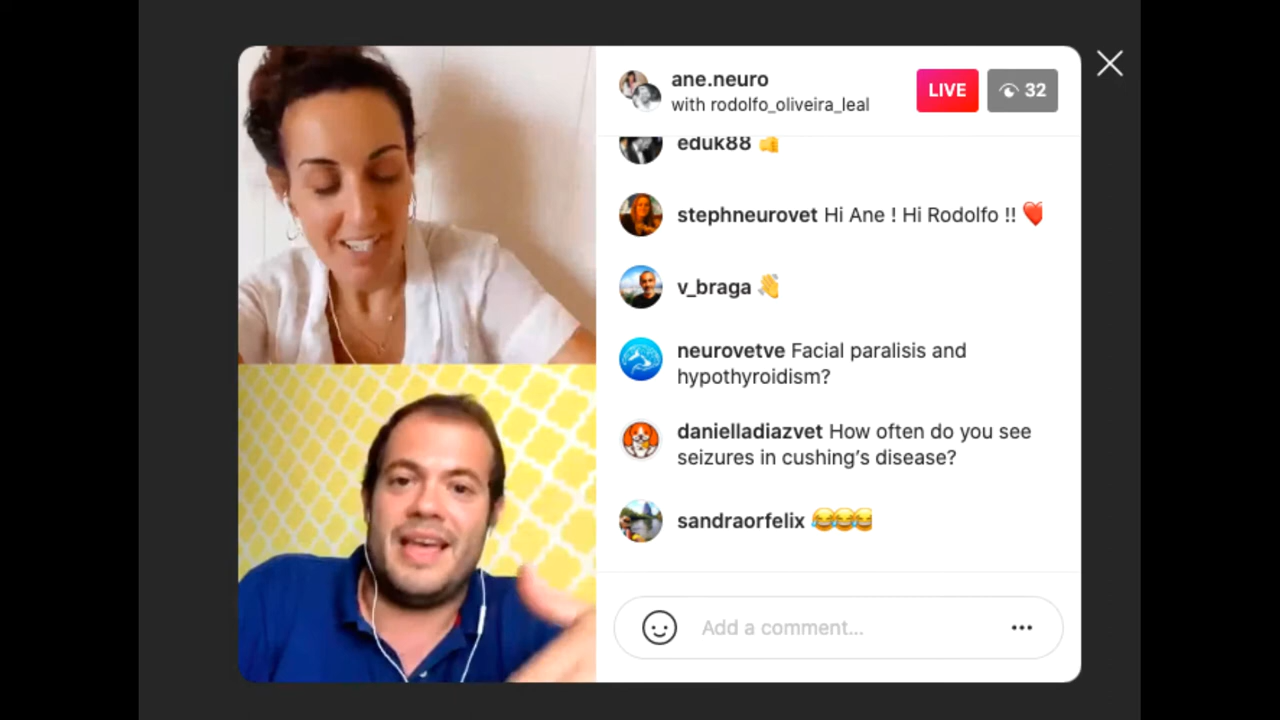 ane.neuro
with rodolfo_oliveira_leal
LIVE
32
eduk88 👍
stephneurovet Hi Ane ! Hi Rodolfo !! ❤️
v_braga 👏
neurovetve Facial paralisis and
hypothyroidism?
danielladiazvet How often do you see
seizures in cushing’s disease?
sandraorfelix 😂😂😂
Add a comment...